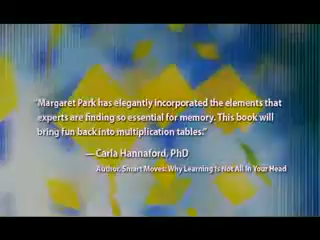 "Margaret Park has elegantly incorporated the elements that
experts are finding so essential for memory. This book will
bring fun back into multiplication tables."
— Carla Hannaford, PhD
Author, Smart Moves: Why Learning Is Not All In Your Head